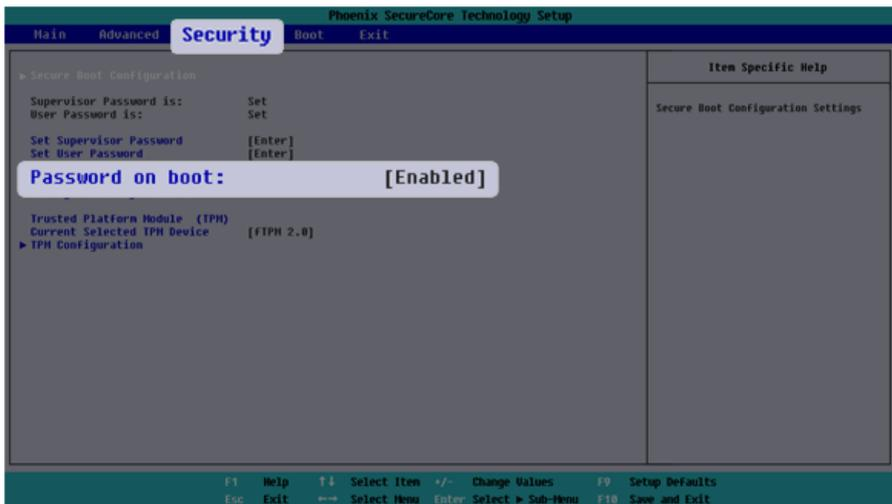 Phoenix SecureCore Technology Setup
Main Advanced Security Boot Exit
▶ Secure Boot Configuration
Item Specific Help
Supervisor Password is: Set
User Password is: Set
Secure Boot Configuration Settings
Set Supervisor Password [Enter]
Set User Password [Enter]
Password on boot: [Enabled]
Trusted Platform Module (TPM)
Current Selected TPM Device [fTPM 2.0]
▶ TPM Configuration
F1 Help ↑↓ Select Item +/- Change Values F9 Setup Defaults
Esc Exit ←→ Select Menu Enter Select ▶ Sub-Menu F10 Save and Exit